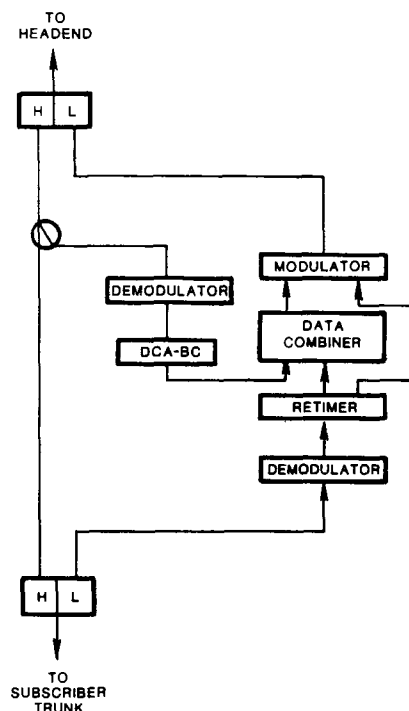 TO
HEADEND
H L
MODULATOR
DEMODULATOR
DATA
COMBINER
DCA-BC
RETIMER
DEMODULATOR
H L
TO
SUBSCRIBER
TRUNK